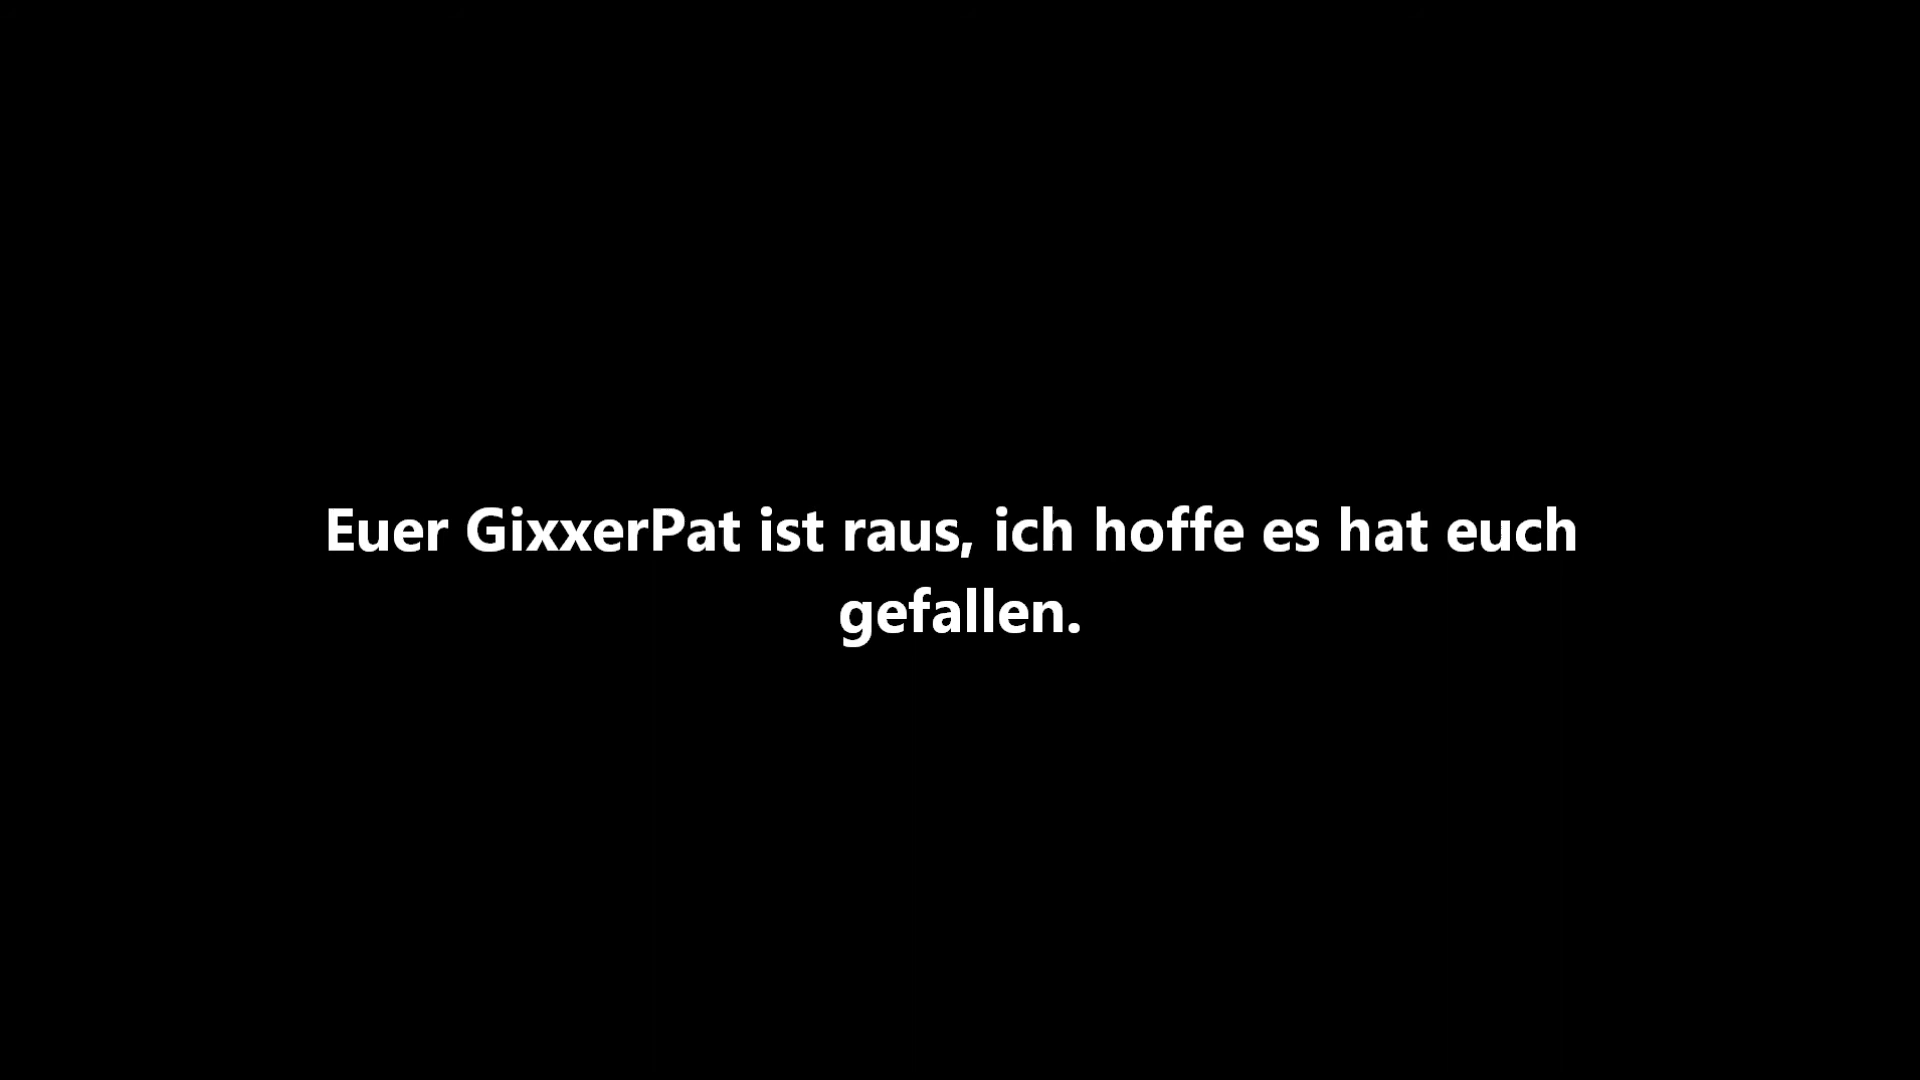 Euer GixxerPat ist raus, ich hoffe es hat euch
gefallen.